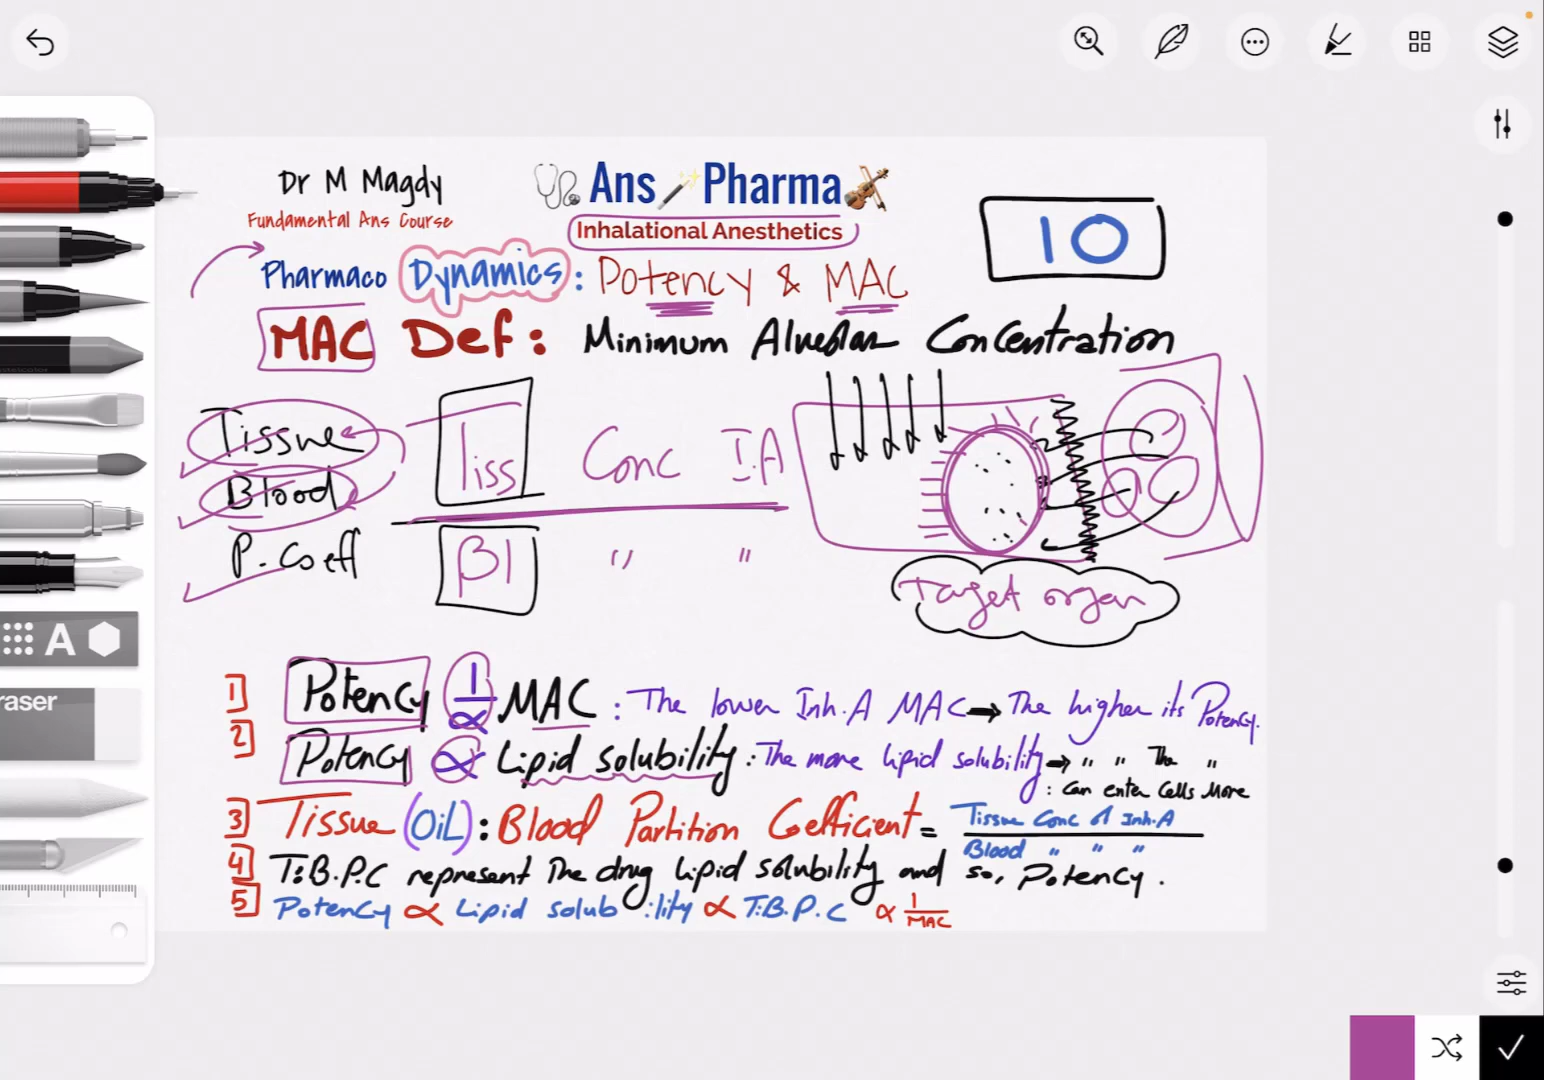 Dr M Magdy
Fundamental Ans Course
Ans Pharma
Inhalational Anesthetics
10
Pharmaco Dynamics : Potency & MAC
MAC Def : Minimum Alveolar Concentration
Tissue
Blood
P. Coeff
Tiss Conc I.A
Bl " "
Target organ
1 Potency 1/∝ MAC : The lower Inh.A MAC → The higher its Potency.
2 Potency ∝ Lipid solubility : The more lipid solubility → " " The "
: Can enter Cells More
3 Tissue (OiL) : Blood Partition Coefficient = Tissue Conc of Inh.A
Blood " " "
4 T:B.P.C represent The drug Lipid solubility and so, Potency .
5 Potency ∝ Lipid solubility ∝ T:B.P.C ∝ 1/MAC
A
raser